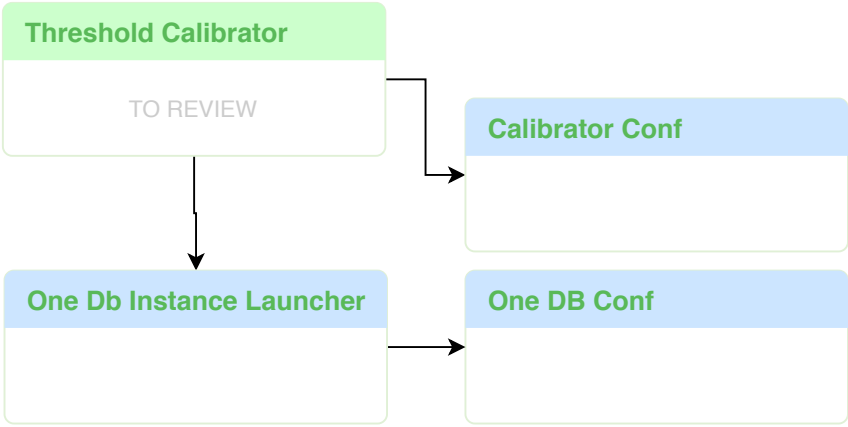 Threshold Calibrator
TO REVIEW
Calibrator Conf
One Db Instance Launcher
One DB Conf